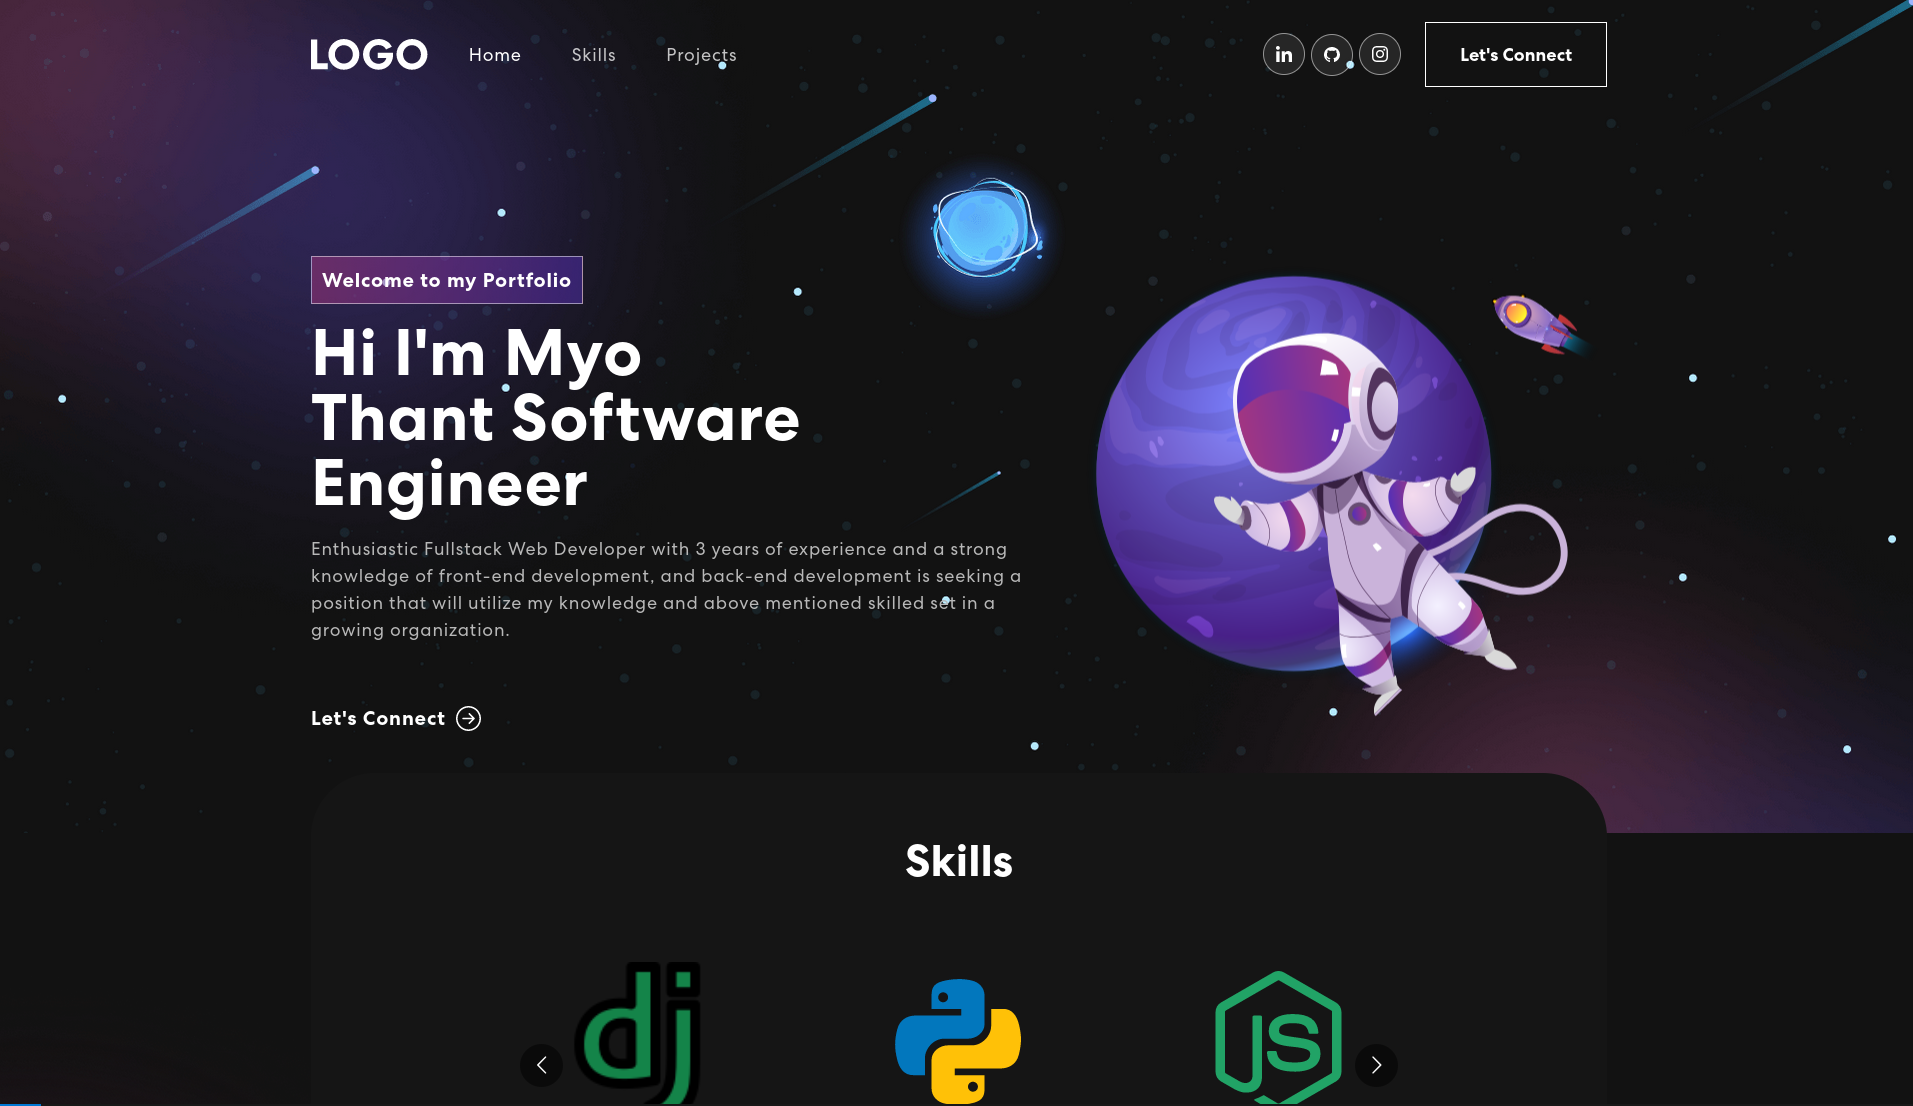 LOGO
Home
Skills
Projects
Let's Connect
Welcome to my Portfolio
Hi I'm Myo
Thant Software
Engineer
Enthusiastic Fullstack Web Developer with 3 years of experience and a strong
knowledge of front-end development, and back-end development is seeking a
position that will utilize my knowledge and above mentioned skilled set in a
growing organization.
Let's Connect
Skills
dj
JS